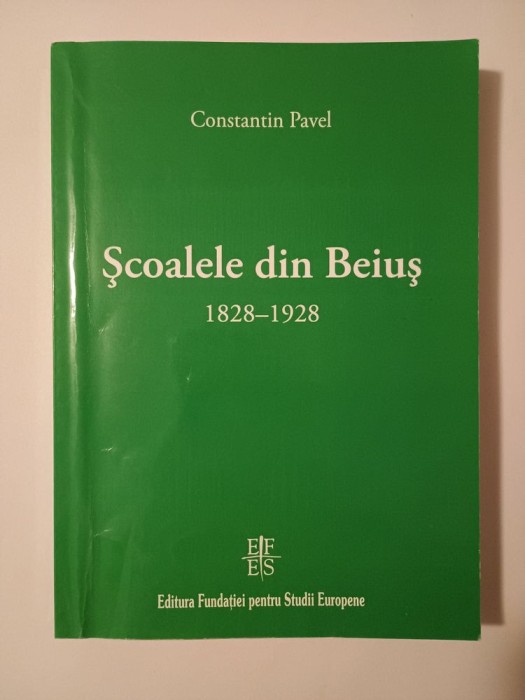 Constantin Pavel
Şcoalele din Beiuş
1828–1928
E F
E S
Editura Fundaţiei pentru Studii Europene